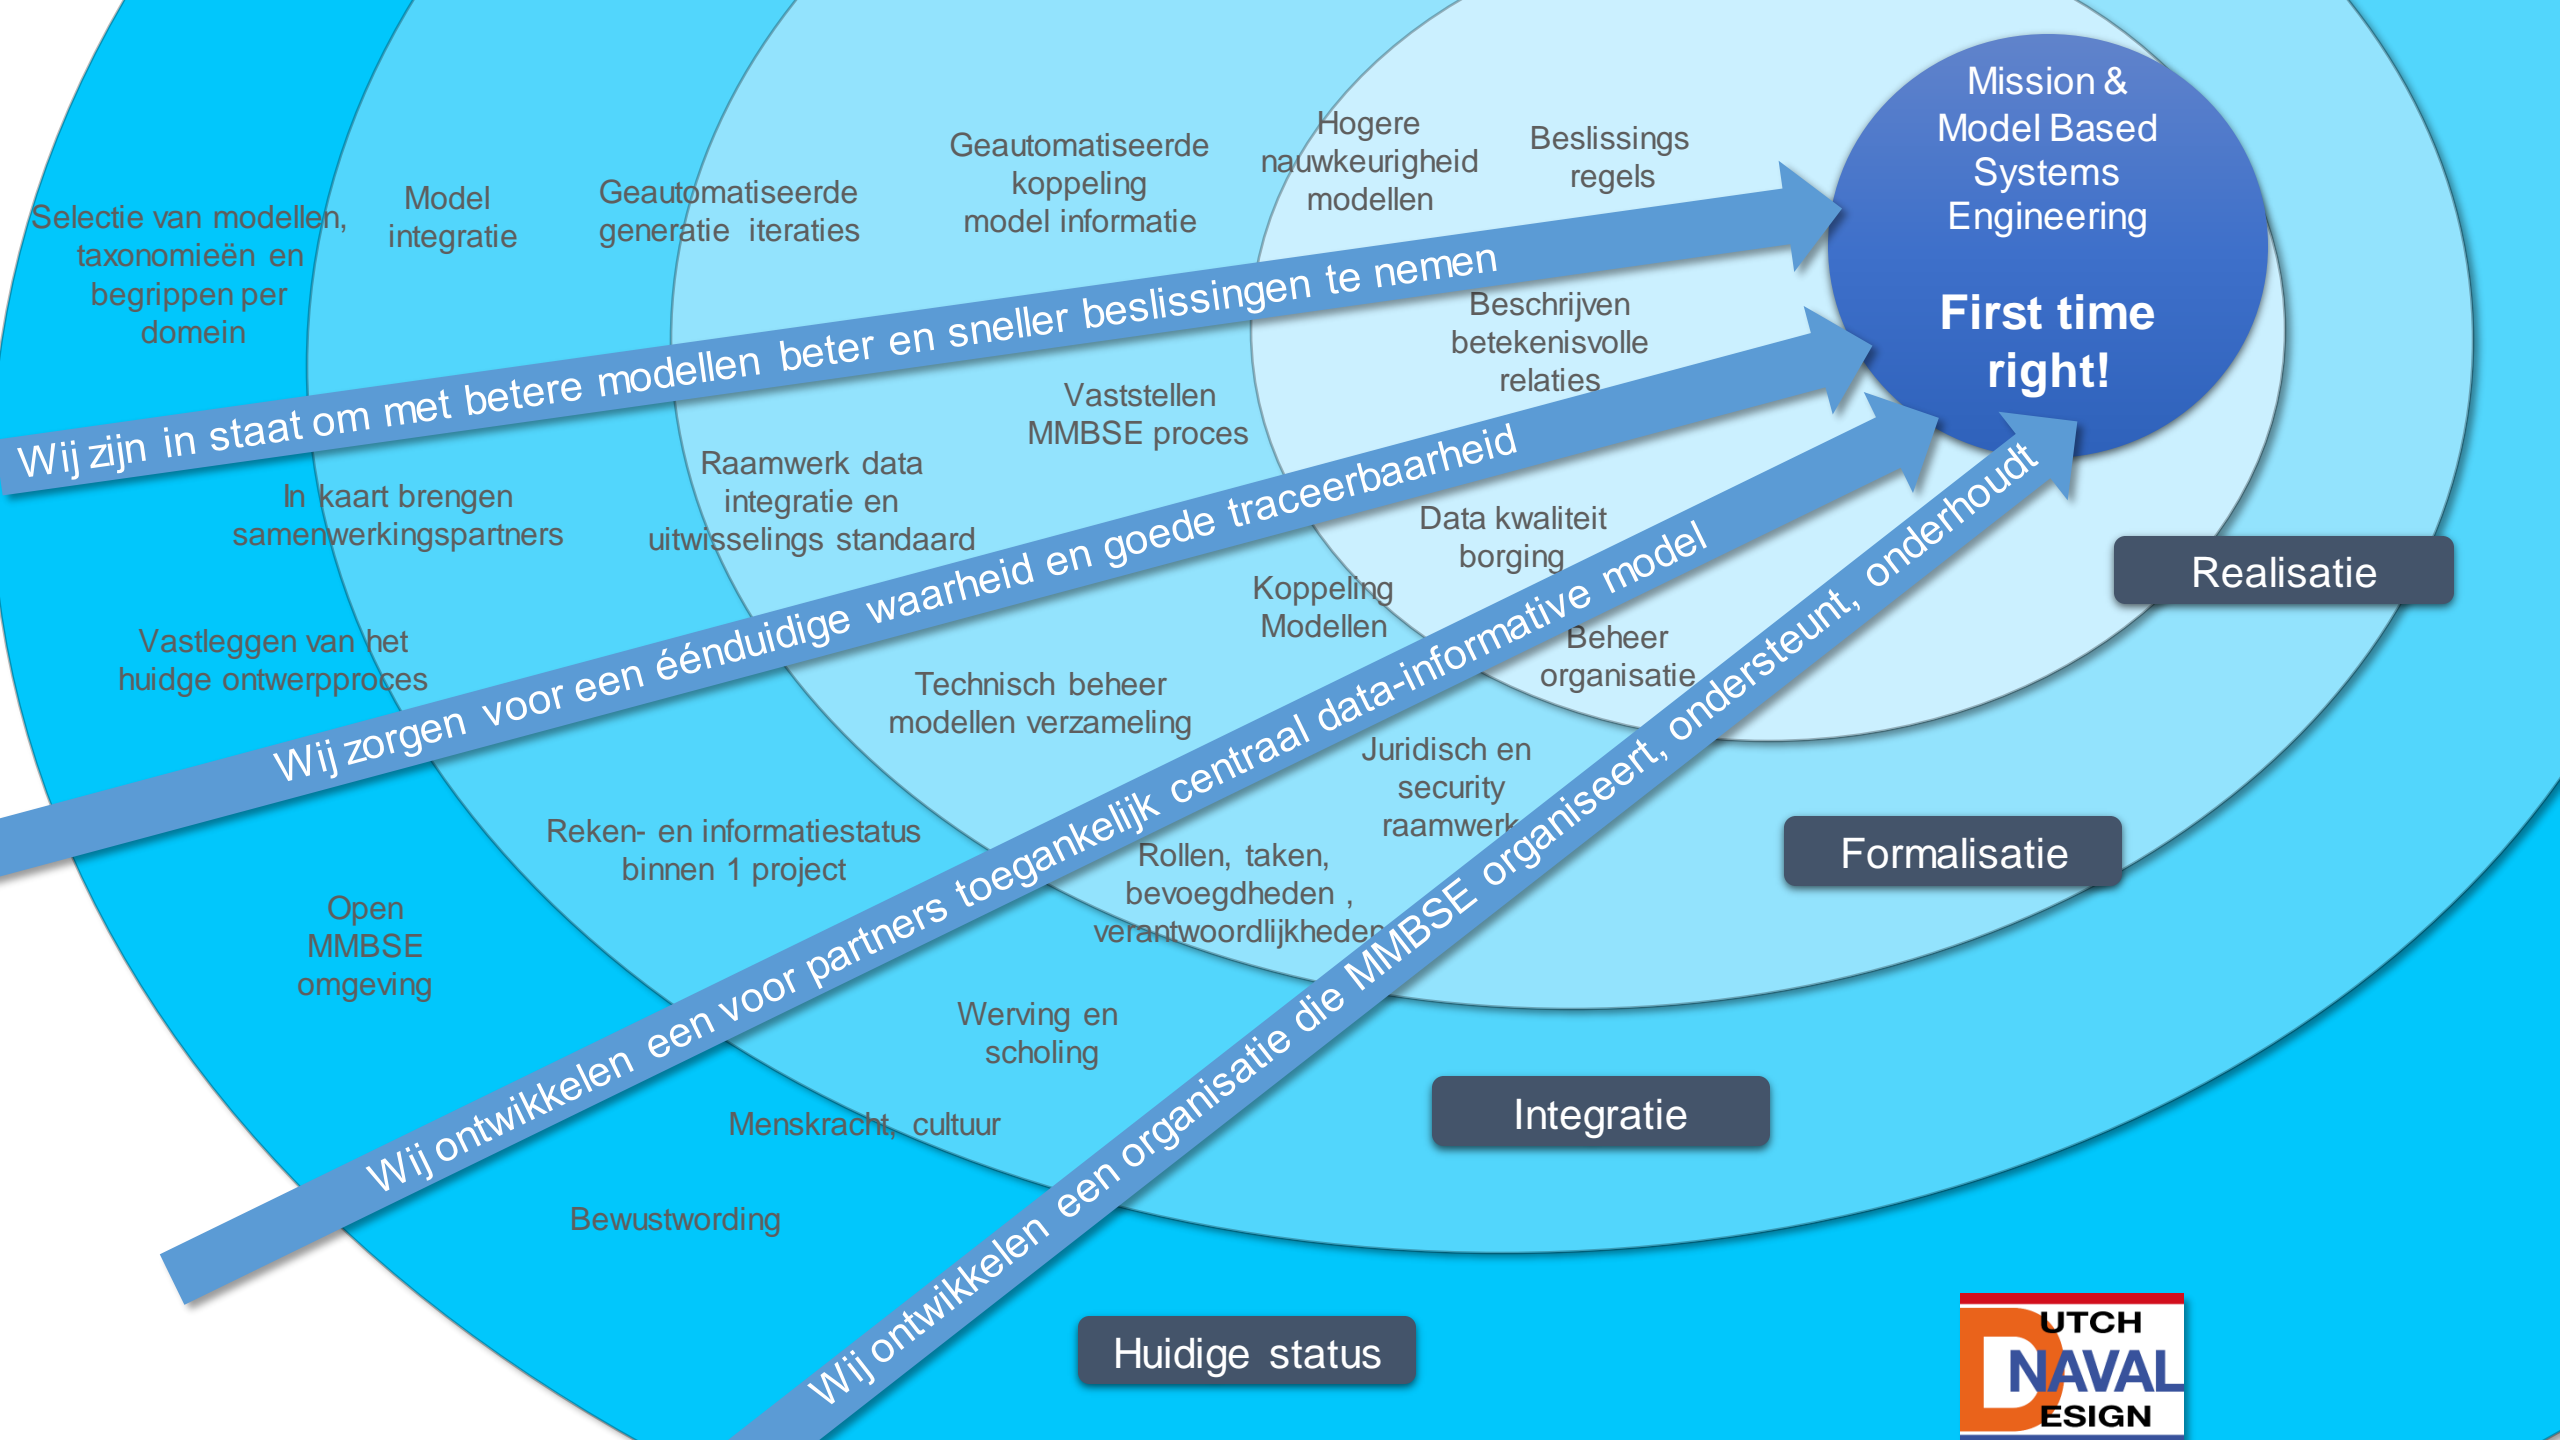 Mission &
Model Based
Systems
Engineering
First time
right!
Selectie van modellen,
taxonomieën en
begrippen per
domein
Model
integratie
Geautomatiseerde
generatie iteraties
Geautomatiseerde
koppeling
model informatie
Hogere
nauwkeurigheid
modellen
Beslissings
regels
Wij zijn in staat om met betere modellen beter en sneller beslissingen te nemen
In kaart brengen
samenwerkingspartners
Vastleggen van het
huidge ontwerpproces
Raamwerk data
integratie en
uitwisselings standaard
Vaststellen
MMBSE proces
Beschrijven
betekenisvolle
relaties
Wij zorgen voor een éénduidige waarheid en goede traceerbaarheid
Open
MMBSE
omgeving
Reken- en informatiestatus
binnen 1 project
Technisch beheer
modellen verzameling
Koppeling
Modellen
Data kwaliteit
borging
Wij ontwikkelen een voor partners toegankelijk centraal data-informative model
Bewustwording
Menskracht, cultuur
Werving en
scholing
Rollen, taken,
bevoegdheden ,
verantwoordlijkheden
Juridisch en
security
raamwerk
Beheer
organisatie
Wij ontwikkelen een organisatie die MMBSE organiseert, ondersteunt, onderhoudt
Realisatie
Formalisatie
Integratie
Huidige status
DUTCH
NAVAL
DESIGN